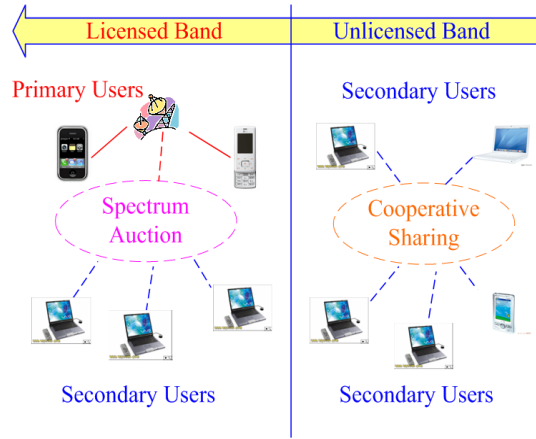 Licensed Band
Unlicensed Band
Primary Users
Spectrum
Auction
Secondary Users
Secondary Users
Cooperative
Sharing
Secondary Users